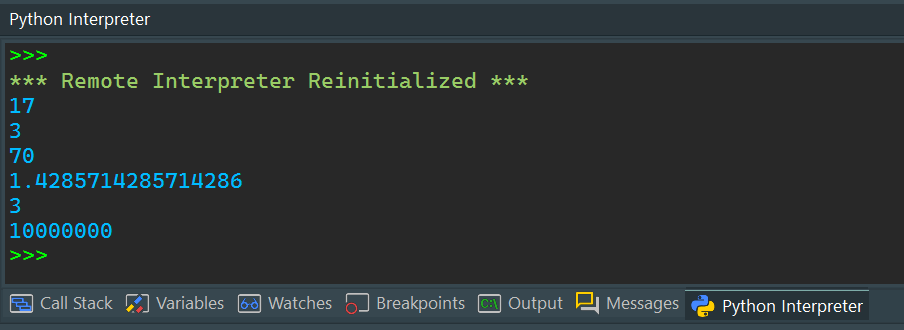 Python Interpreter
>>>
*** Remote Interpreter Reinitialized ***
17
3
70
1.4285714285714286
3
10000000
>>>
Call Stack Variables Watches Breakpoints C:\ Output Messages Python Interpreter